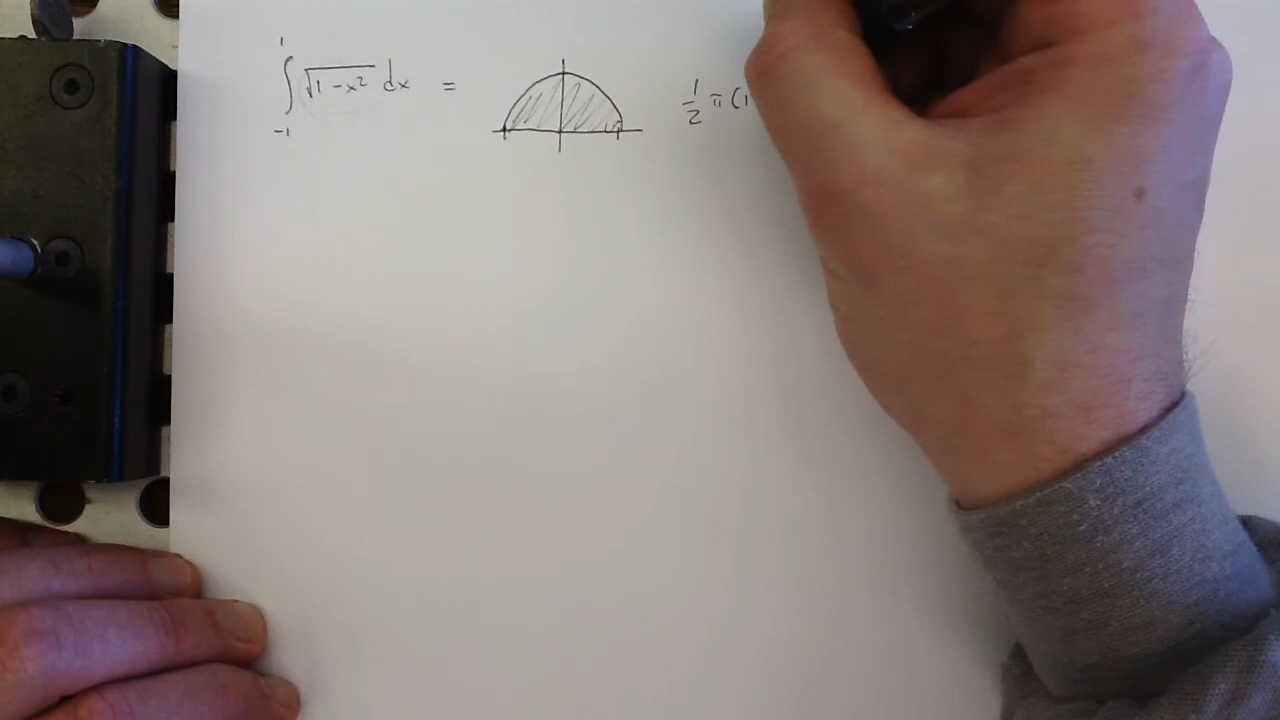 ∫₋₁¹ √(1-x²) dx = ½ π (1